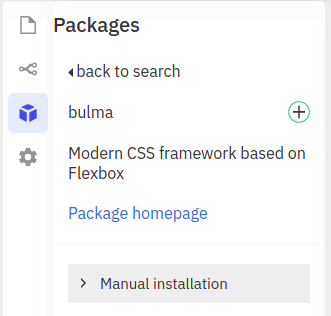 Packages
back to search
bulma
Modern CSS framework based on
Flexbox
Package homepage
Manual installation